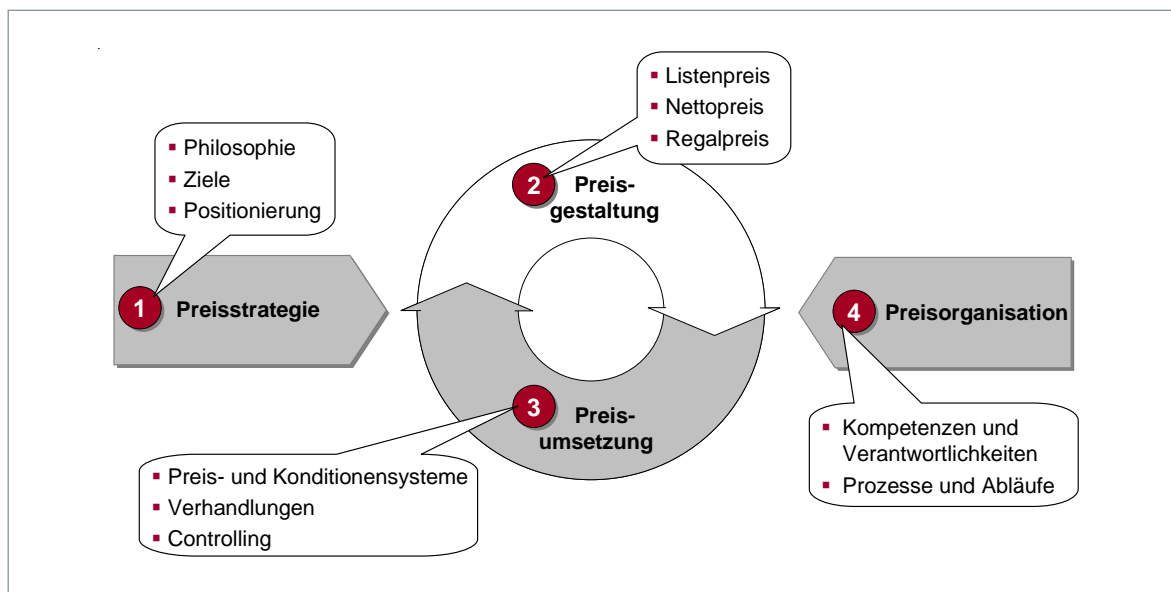 Philosophie
Ziele
Positionierung
1
Preisstrategie
Listenpreis
Nettopreis
Regalpreis
2
Preis-
gestaltung
3
Preis-
umsetzung
Preis- und Konditionensysteme
Verhandlungen
Controlling
4
Preisorganisation
Kompetenzen und
Verantwortlichkeiten
Prozesse und Abläufe